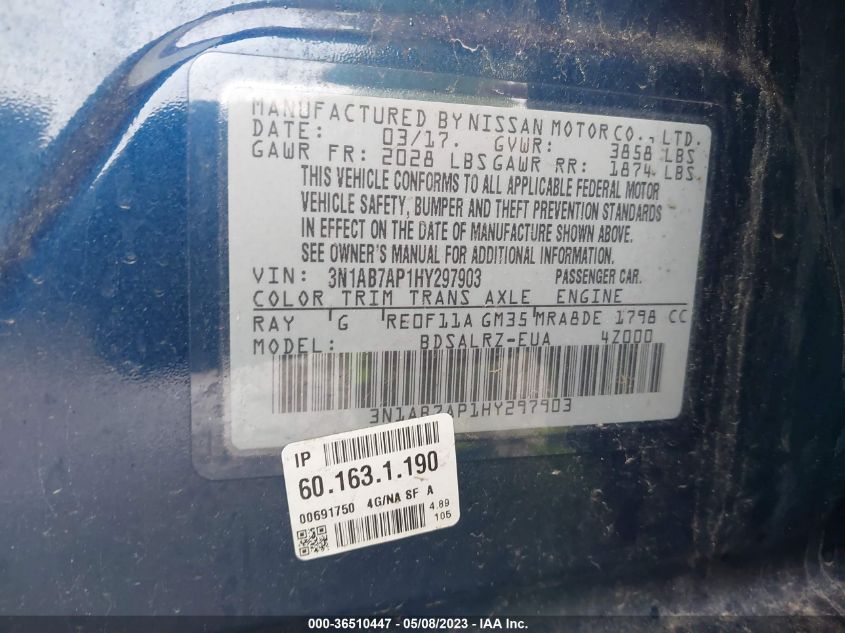 MANUFACTURED BY NISSAN MOTOR CO., LTD.
DATE: 03/17. GVWR: 3858 LBS
GAWR FR: 2028 LBS GAWR RR: 1874 LBS
THIS VEHICLE CONFORMS TO ALL APPLICABLE FEDERAL MOTOR
VEHICLE SAFETY, BUMPER AND THEFT PREVENTION STANDARDS
IN EFFECT ON THE DATE OF MANUFACTURE SHOWN ABOVE.
SEE OWNER'S MANUAL FOR ADDITIONAL INFORMATION.
VIN: 3N1AB7AP1HY297903 PASSENGER CAR.
COLOR TRIM TRANS AXLE ENGINE
RAY G RE0F11A GM35 MRA8DE 1798 CC
MODEL: BDSALRZ-EUA 4Z000
3N1AB7AP1HY297903
IP
60.163.1.190
00691750 4G/NA SF A
4.89
105
000-36510447 - 05/08/2023 - IAAI Inc.